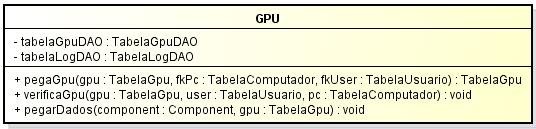 GPU
- tabelaGpuDAO : TabelaGpuDAO
- tabelaLogDAO : TabelaLogDAO
+ pegaGpu(gpu : TabelaGpu, fkPc : TabelaComputador, fkUser : TabelaUsuario) : TabelaGpu
+ verificaGpu(gpu : TabelaGpu, user : TabelaUsuario, pc : TabelaComputador) : void
+ pegarDados(component : Component, gpu : TabelaGpu) : void